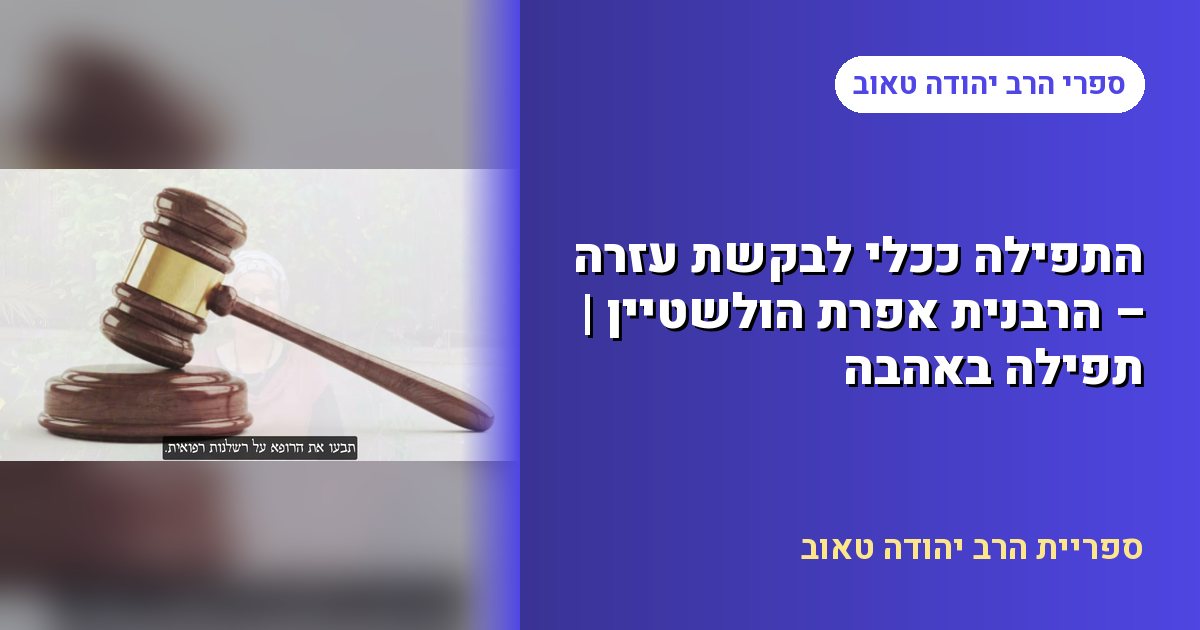 ספרי הרב יהודה טאוב
התפילה ככלי לבקשת עזרה
– הרבנית אפרת הולשטיין |
תפילה באהבה
תבעו את הרופא על רשלנות רפואית.
ספריית הרב יהודה טאוב